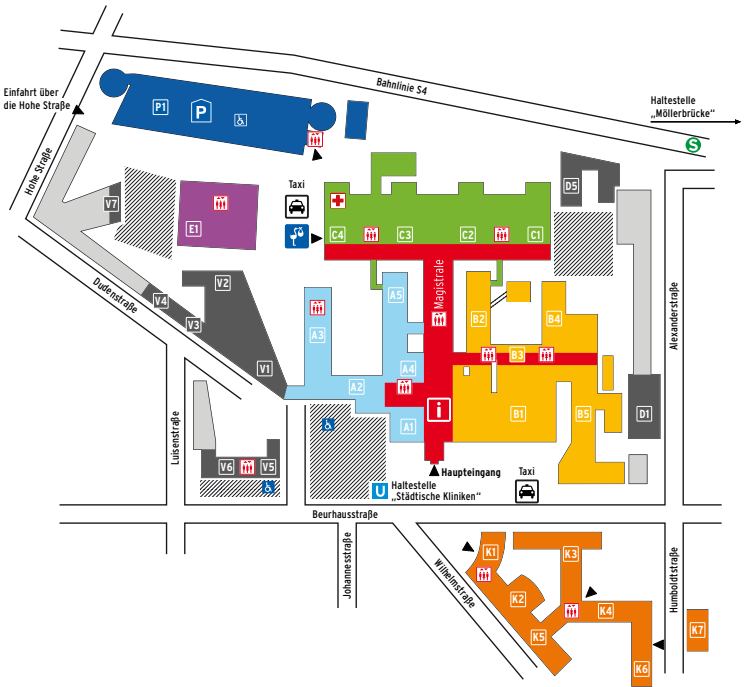 Bahnlinie S4
Einfahrt über
die Hohe Straße
Haltestelle
„Möllerbrücke“
P1
P
S
Hohe Straße
Taxi
D5
V7
E1
C4
C3
C2
C1
Dudenstraße
V4
V3
V2
V1
A5
A3
Magistrale
B2
B4
Alexanderstraße
B3
A4
A2
A1
i
B1
B5
D1
Luisenstraße
V6
V5
Haupteingang
Taxi
U
Haltestelle
„Städtische Kliniken“
Beurhausstraße
Johannesstraße
Wilhelmstraße
Humboldtstraße
K1
K3
K2
K4
K5
K6
K7